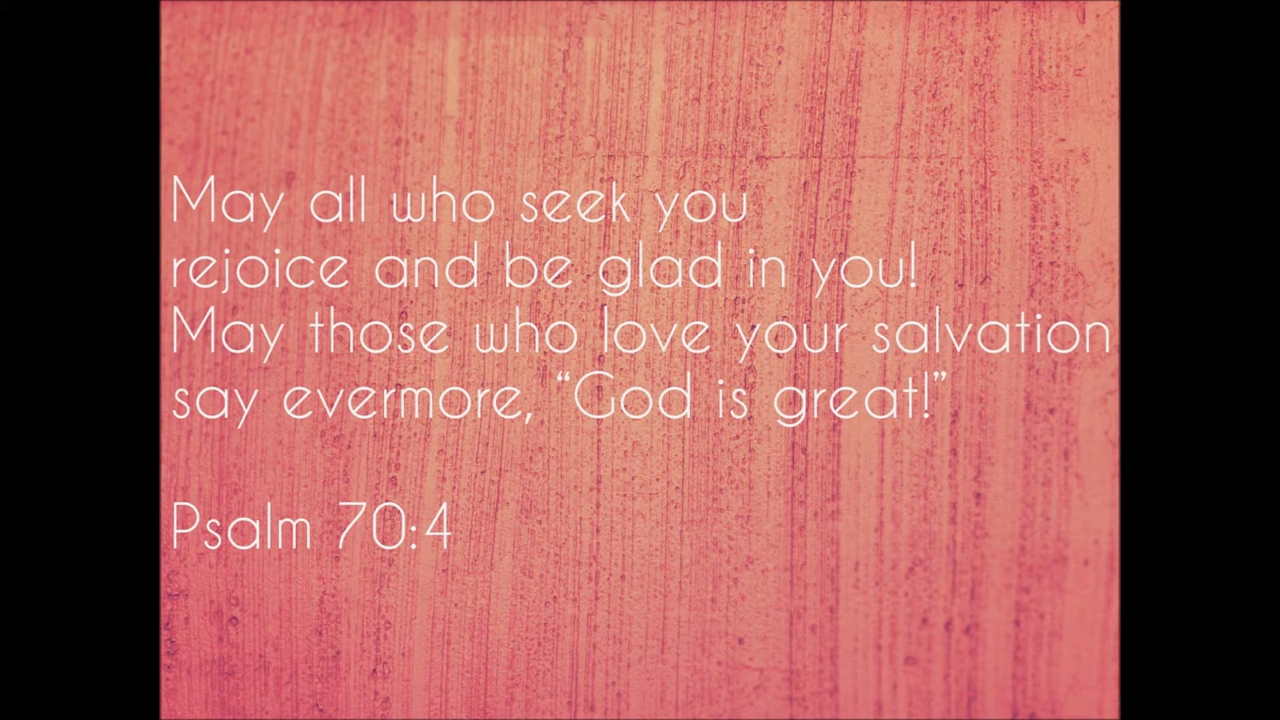 May all who seek you
rejoice and be glad in you!
May those who love your salvation
say evermore, “God is great!”
Psalm 70:4